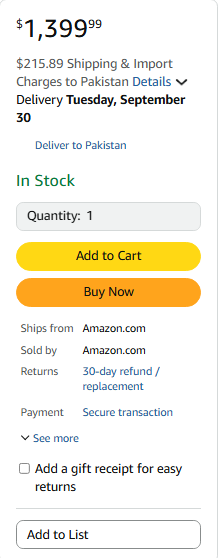 $1,399.99
$215.89 Shipping & Import
Charges to Pakistan Details
Delivery Tuesday, September
30
Deliver to Pakistan
In Stock
Quantity: 1
Add to Cart
Buy Now
Ships from Amazon.com
Sold by Amazon.com
Returns 30-day refund /
replacement
Payment Secure transaction
See more
Add a gift receipt for easy
returns
Add to List